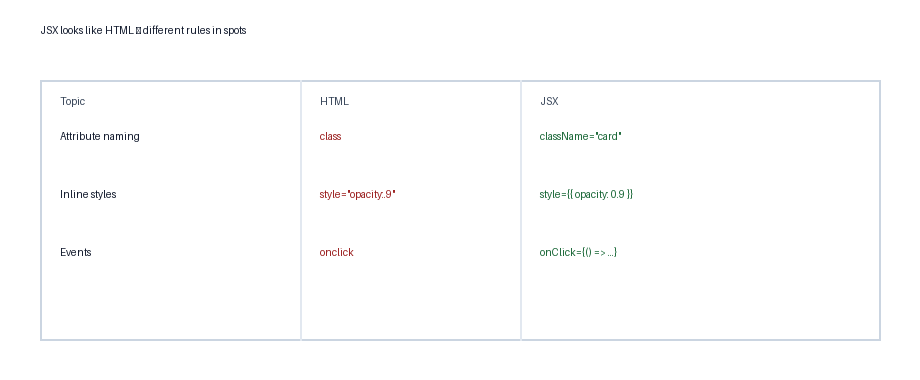 JSX looks like HTML ▯ different rules in spots
Topic HTML JSX
Attribute naming class className="card"
Inline styles style="opacity:.9" style={{ opacity: 0.9 }}
Events onclick onClick={() => ...}